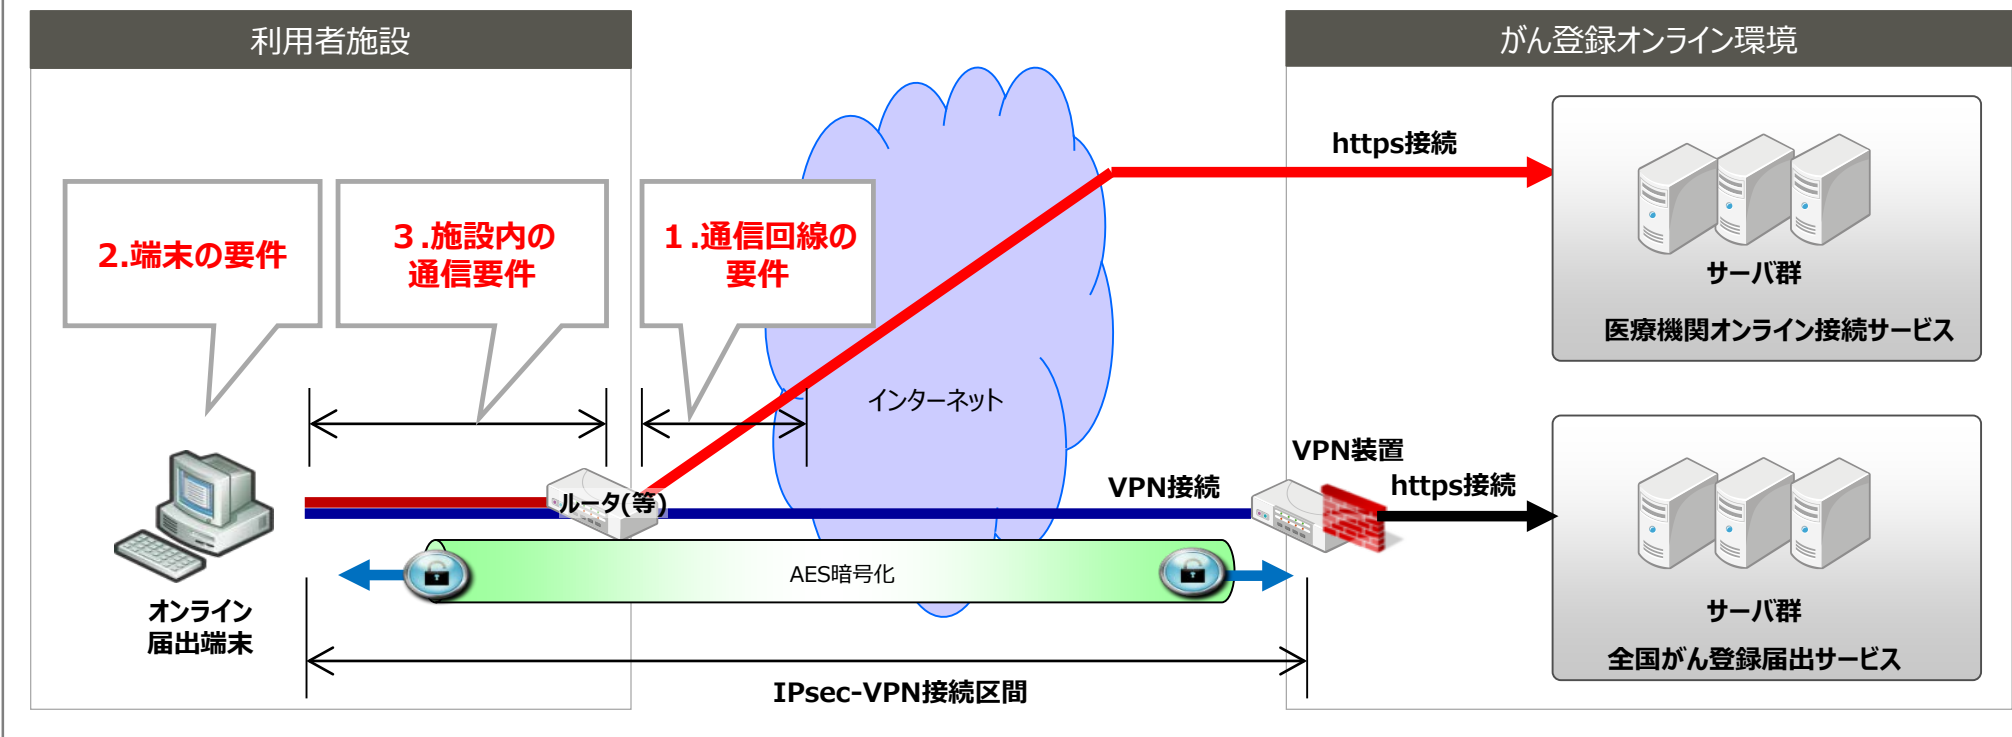 利用者施設
がん登録オンライン環境
2.端末の要件
３.施設内の
通信要件
１.通信回線の
要件
https接続
サーバ群
医療機関オンライン接続サービス
インターネット
ルータ(等)
VPN接続
VPN装置
https接続
AES暗号化
オンライン
届出端末
サーバ群
全国がん登録届出サービス
IPsec-VPN接続区間